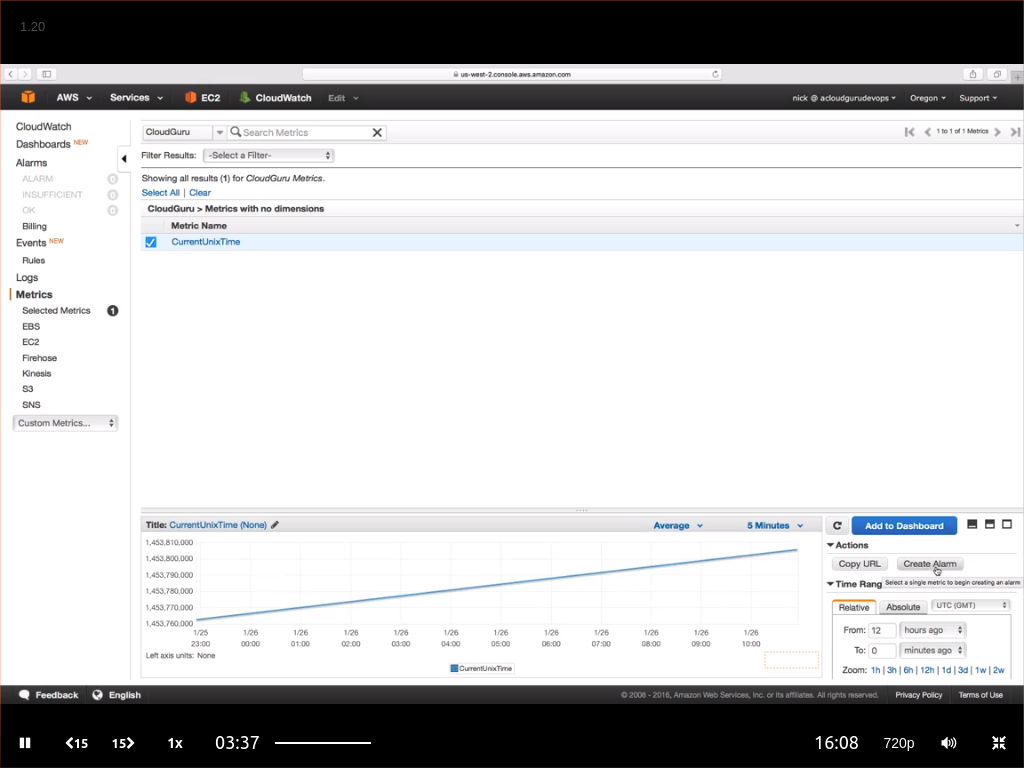 1.20
us-west-2.console.aws.amazon.com
AWS Services EC2 CloudWatch Edit nick @ acloudgurudevops Oregon Support
CloudWatch
Dashboards NEW
Alarms
ALARM 0
INSUFFICIENT 0
OK 0
Billing
Events NEW
Rules
Logs
Metrics
Selected Metrics 1
EBS
EC2
Firehose
Kinesis
S3
SNS
Custom Metrics...
CloudGuru Search Metrics 1 to 1 of 1 Metrics
Filter Results: -Select a Filter-
Showing all results (1) for CloudGuru Metrics.
Select All | Clear
CloudGuru > Metrics with no dimensions
Metric Name
CurrentUnixTime
Title: CurrentUnixTime (None) Average 5 Minutes
1,453,810,000
1,453,800,000
1,453,790,000
1,453,780,000
1,453,770,000
1,453,760,000
1/25 1/26 1/26 1/26 1/26 1/26 1/26 1/26 1/26 1/26 1/26 1/26
23:00 00:00 01:00 02:00 03:00 04:00 05:00 06:00 07:00 08:00 09:00 10:00
Left axis units: None
CurrentUnixTime
Add to Dashboard
Actions
Copy URL Create Alarm
Time Rang
Select a single metric to begin creating an alarm
Relative Absolute UTC (GMT)
From: 12 hours ago
To: 0 minutes ago
Zoom: 1h | 3h | 6h | 12h | 1d | 3d | 1w | 2w
Feedback English © 2008 - 2016, Amazon Web Services, Inc. or its affiliates. All rights reserved. Privacy Policy Terms of Use
15 15 1x 03:37 16:08 720p